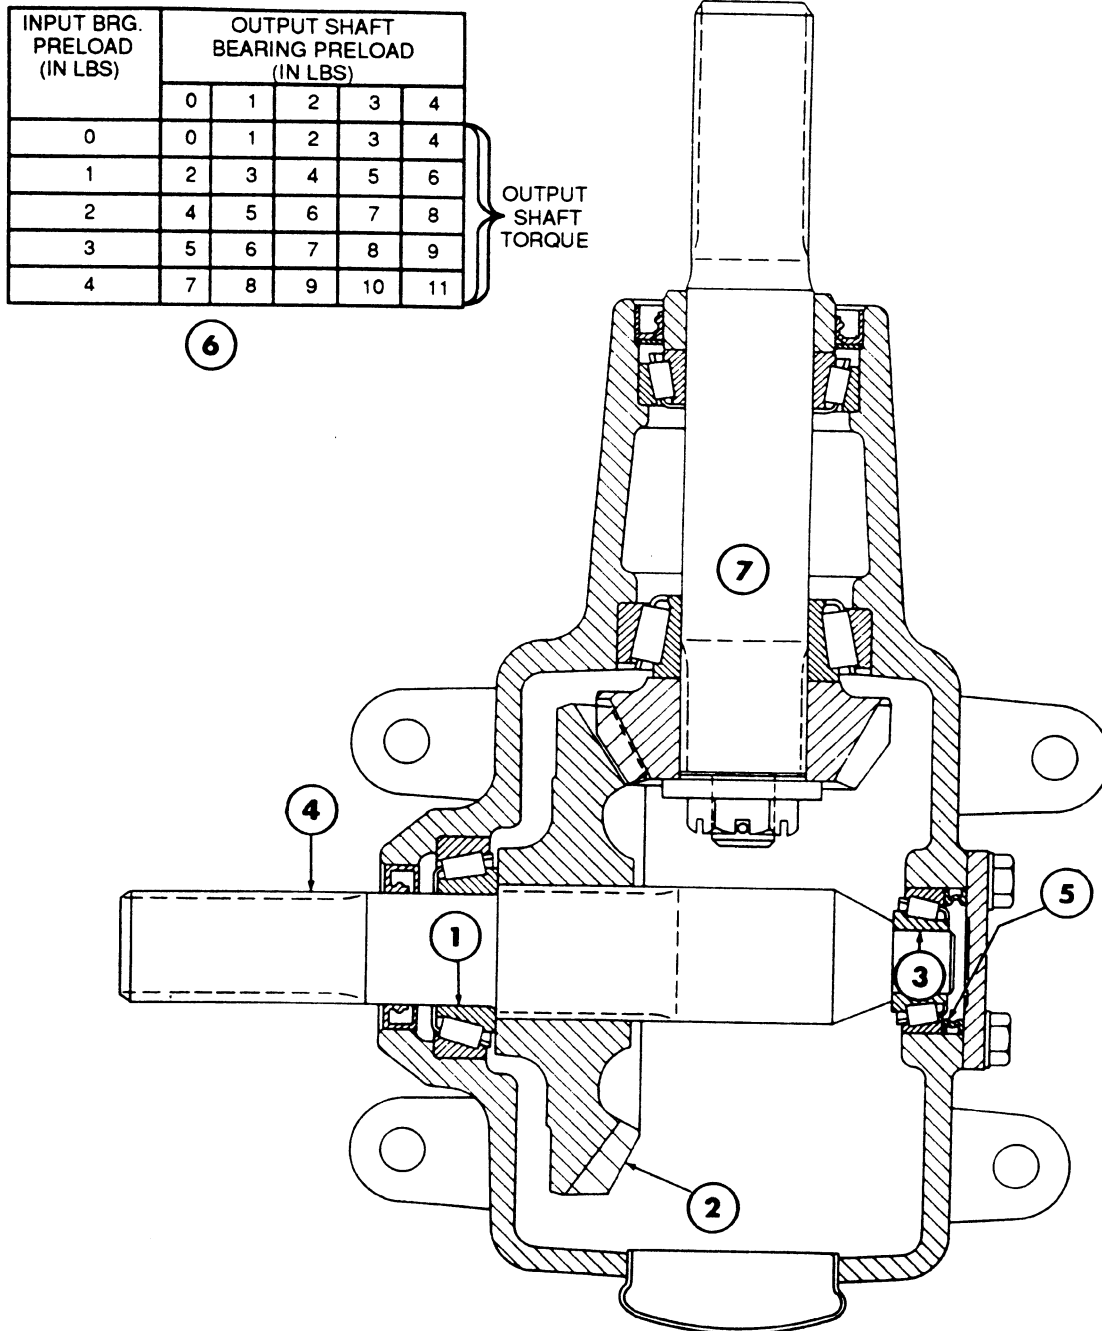 INPUT BRG.
PRELOAD
(IN LBS)
OUTPUT SHAFT
BEARING PRELOAD
(IN LBS)
0 1 2 3 4
0 0 1 2 3 4
1 2 3 4 5 6
2 4 5 6 7 8
3 5 6 7 8 9
4 7 8 9 10 11
OUTPUT
SHAFT
TORQUE
6
7
4
5
1
3
2